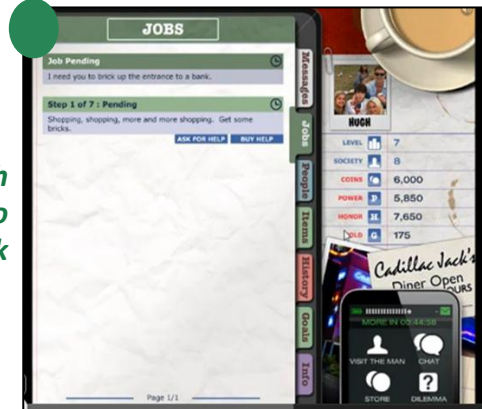 JOBS
Job Pending
I need you to brick up the entrance to a bank.
Step 1 of 7 : Pending
Shopping, shopping, more and more shopping. Get some
bricks.
ASK FOR HELP BUY HELP
Page 1/1
Messages
Jobs
People
Items
History
Goals
Info
HUGH
LEVEL 7
SOCIETY 8
COINS 6,000
POWER P 5,850
HONOR H 7,650
OLD G 175
Cadillac Jack's
Diner Open
OURS
MORE IN 03:44:58
VISIT THE MAN CHAT
STORE ? DILEMMA
n
o
k